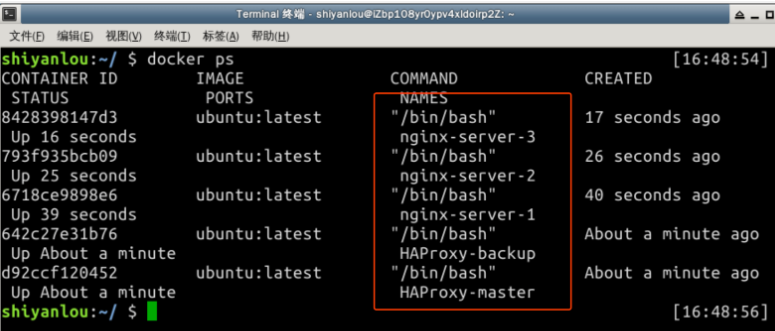 Terminal 终端 - shiyanlou@iZbp108yr0ypv4xldoirp2Z: ~
文件(F) 编辑(E) 视图(V) 终端(T) 标签(A) 帮助(H)
shiyanlou:~/ $ docker ps [16:48:54]
CONTAINER ID IMAGE COMMAND CREATED
STATUS PORTS NAMES
8428398147d3 ubuntu:latest "/bin/bash" 17 seconds ago
Up 16 seconds nginx-server-3
793f935bcb09 ubuntu:latest "/bin/bash" 26 seconds ago
Up 25 seconds nginx-server-2
6718ce9898e6 ubuntu:latest "/bin/bash" 40 seconds ago
Up 39 seconds nginx-server-1
642c27e31b76 ubuntu:latest "/bin/bash" About a minute ago
Up About a minute HAProxy-backup
d92ccf120452 ubuntu:latest "/bin/bash" About a minute ago
Up About a minute HAProxy-master
shiyanlou:~/ $ [16:48:56]